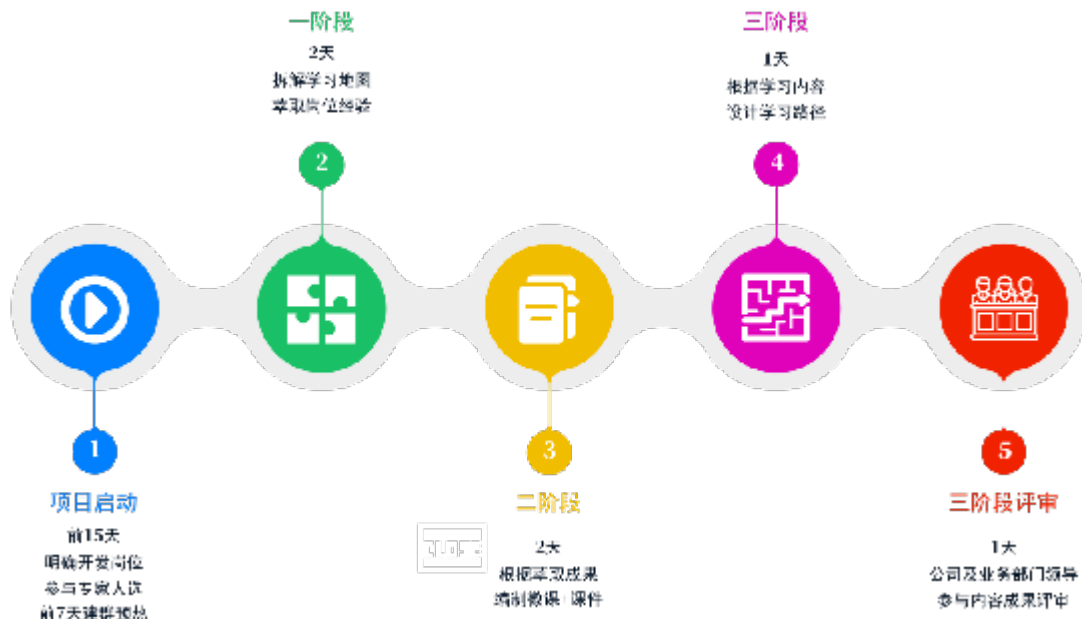 一阶段
2天
拆解学习地图
萃取岗位经验
2
三阶段
1天
根据学习内容
设计学习路径
4
1
项目启动
前15天
明确开发岗位
参与专家人选
前7天建群预热
3
二阶段
2天
根据萃取成果
编制微课+课件
5
三阶段评审
1天
公司及业务部门领导
参与内容成果评审